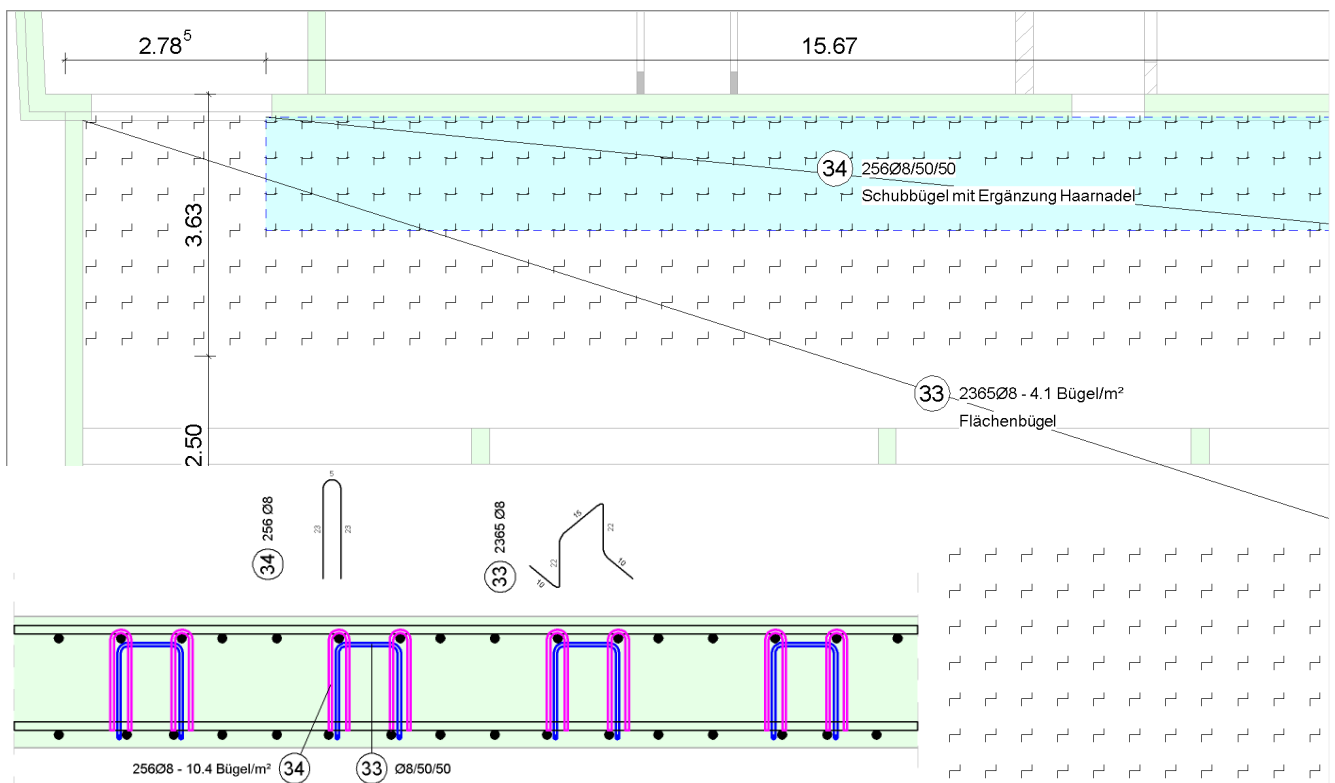 2.78⁵
15.67
34 256Ø8/50/50
Schubbügel mit Ergänzung Haarnadel
3.63
33 2365Ø8 - 4.1 Bügel/m²
Flächenbügel
2.50
34 256 Ø8
5
23
23
33 2365 Ø8
15
22
22
10
10
256Ø8 - 10.4 Bügel/m² 34
33 Ø8/50/50